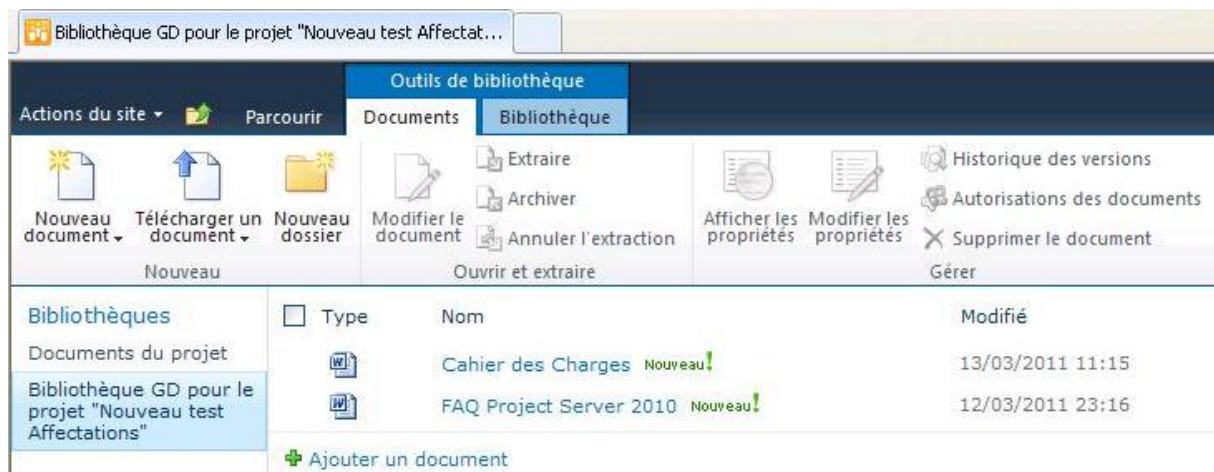 Bibliothèque GD pour le projet "Nouveau test Affectat...
Outils de bibliothèque
Actions du site
Parcourir
Documents
Bibliothèque
Nouveau
document
Télécharger un
document
Nouveau
dossier
Nouveau
Modifier le
document
Extraire
Archiver
Annuler l'extraction
Ouvrir et extraire
Afficher les
propriétés
Modifier les
propriétés
Historique des versions
Autorisations des documents
Supprimer le document
Gérer
Bibliothèques
Documents du projet
Bibliothèque GD pour le
projet "Nouveau test
Affectations"
Type Nom Modifié
Cahier des Charges Nouveau! 13/03/2011 11:15
FAQ Project Server 2010 Nouveau! 12/03/2011 23:16
Ajouter un document